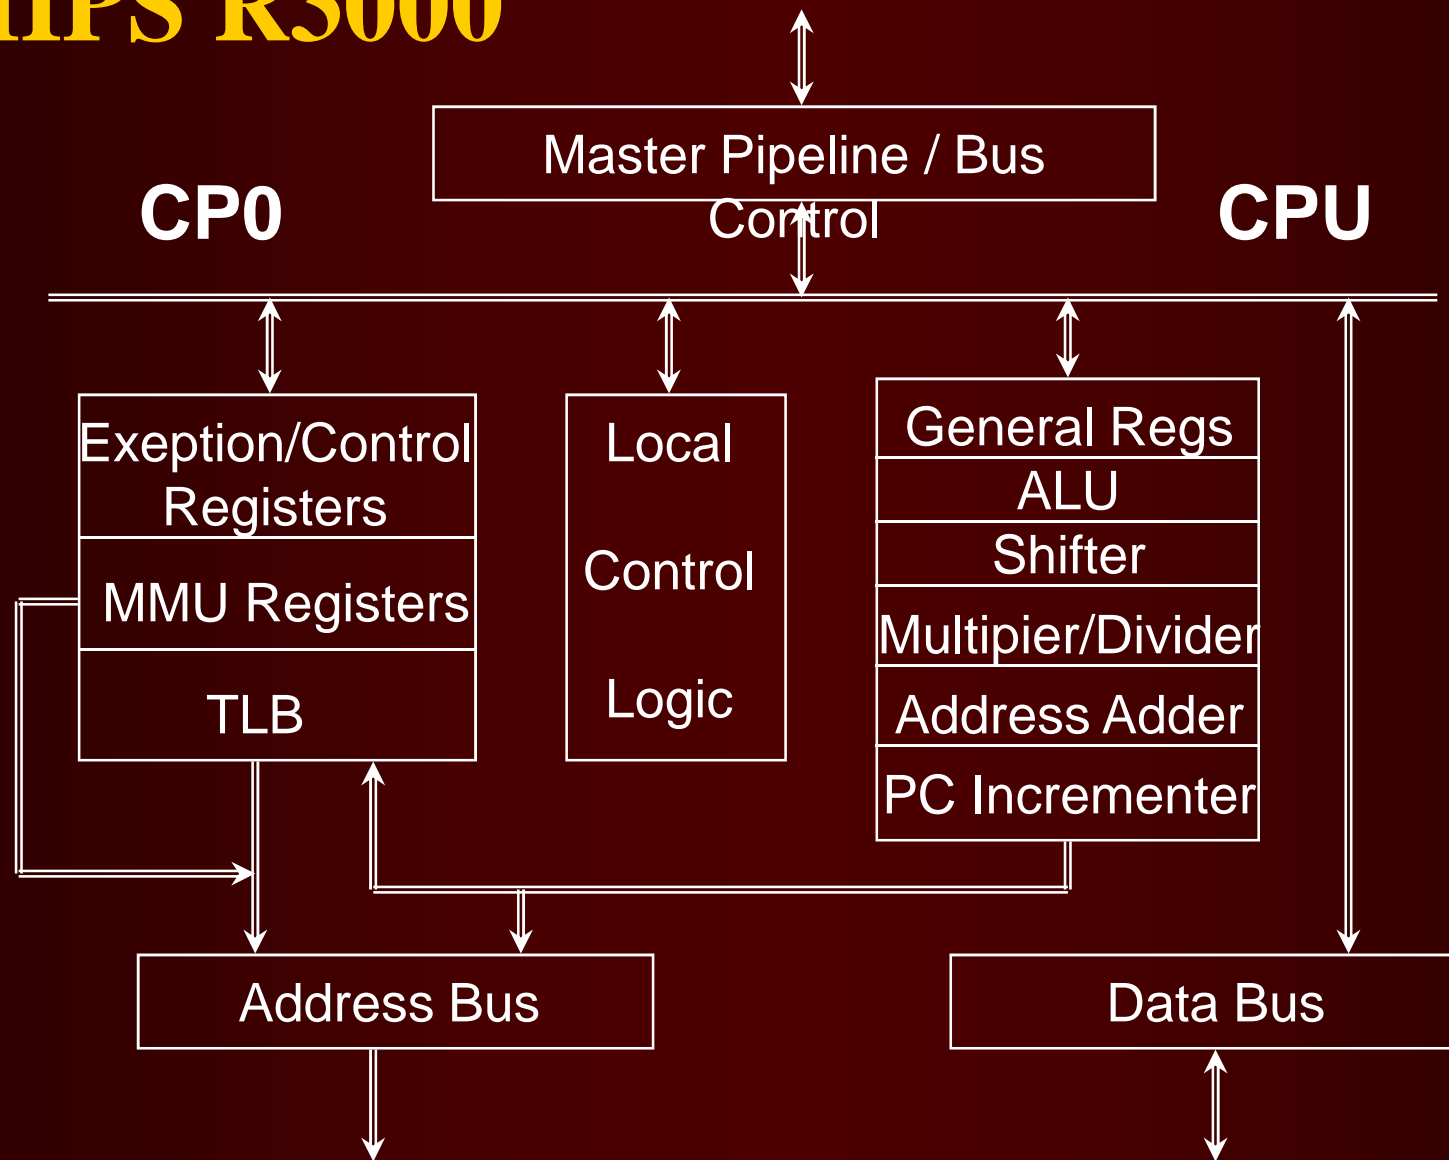 MIPS R3000
Master Pipeline / Bus
Control
CP0
CPU
Exeption/Control
Registers
MMU Registers
TLB
Local
Control
Logic
General Regs
ALU
Shifter
Multipier/Divider
Address Adder
PC Incrementer
Address Bus
Data Bus